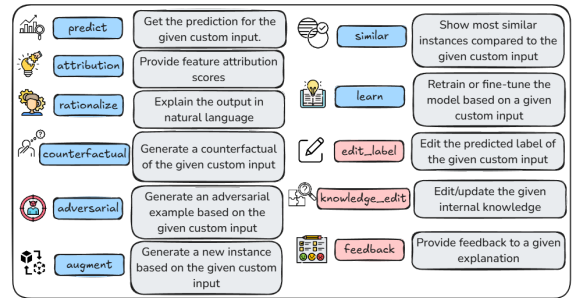 predict
Get the prediction for the
given custom input.
attribution
Provide feature attribution
scores
rationalize
Explain the output in
natural language
counterfactual
Generate a counterfactual
of the given custom input
adversarial
Generate an adversarial
example based on the
given custom input
augment
Generate a new instance
based on the given custom
input
similar
Show most similar
instances compared to the
given custom input
learn
Retrain or fine-tune the
model based on a given
custom input
edit_label
Edit the predicted label of
the given custom input
knowledge_edit
Edit/update the given
internal knowledge
feedback
Provide feedback to a given
explanation